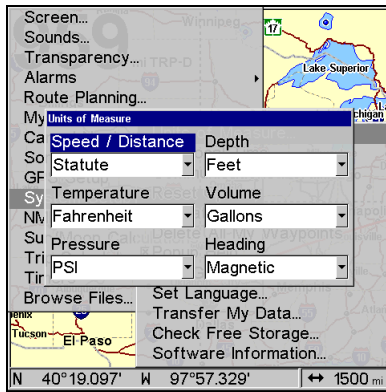 Screen...
Sounds...
Transparency...
Alarms
Route Planning...
17
Lake Superior
Units of Measure
Speed / Distance
Depth
Statute
Feet
Temperature
Volume
Fahrenheit
Gallons
Pressure
Heading
PSI
Magnetic
Browse Files...
Set Language...
Transfer My Data...
Check Free Storage...
Software Information...
Tucson
El Paso
N 40°19.097' W 97°57.329' ↔ 1500 mi